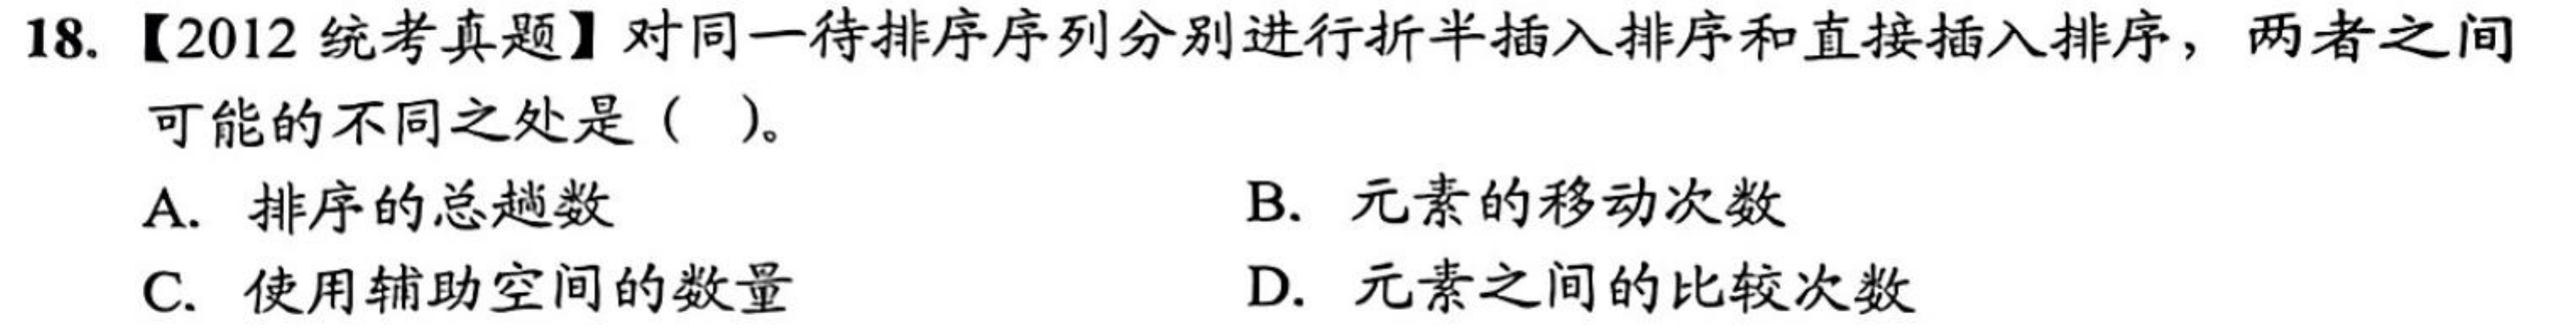 18. 【2012 统考真题】对同一待排序序列分别进行折半插入排序和直接插入排序，两者之间
可能的不同之处是（ ）。
A. 排序的总趟数 B. 元素的移动次数
C. 使用辅助空间的数量 D. 元素之间的比较次数